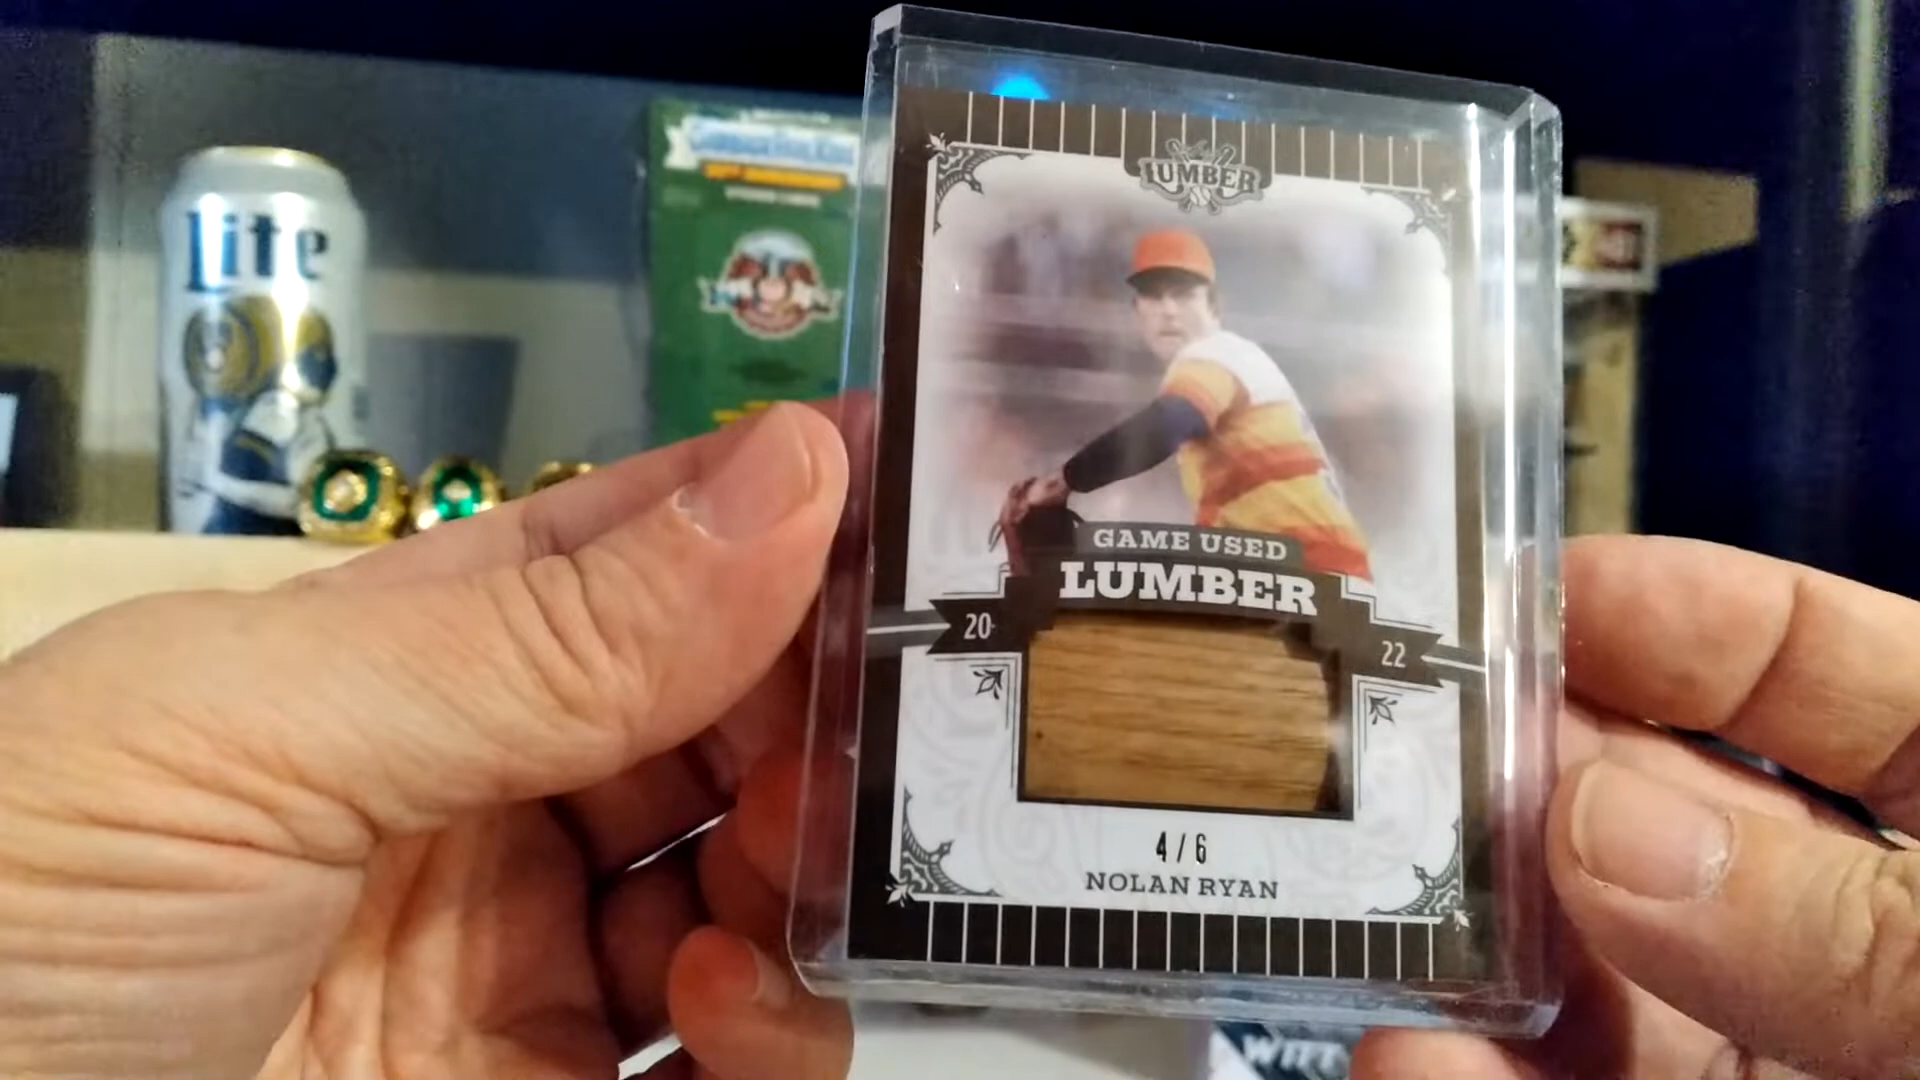 Lite
LUMBER
GAME USED
LUMBER
20 22
4/6
NOLAN RYAN